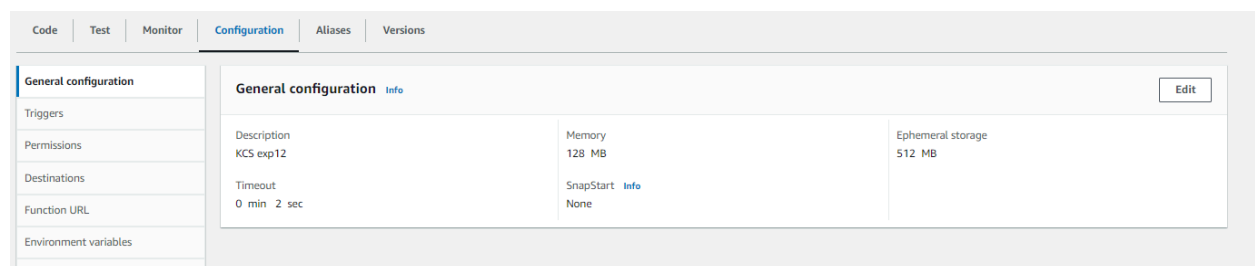 Code Test Monitor Configuration Aliases Versions
General configuration
Triggers
Permissions
Destinations
Function URL
Environment variables
General configuration Info
Edit
Description
KCS exp12
Memory
128 MB
Ephemeral storage
512 MB
Timeout
0 min 2 sec
SnapStart Info
None